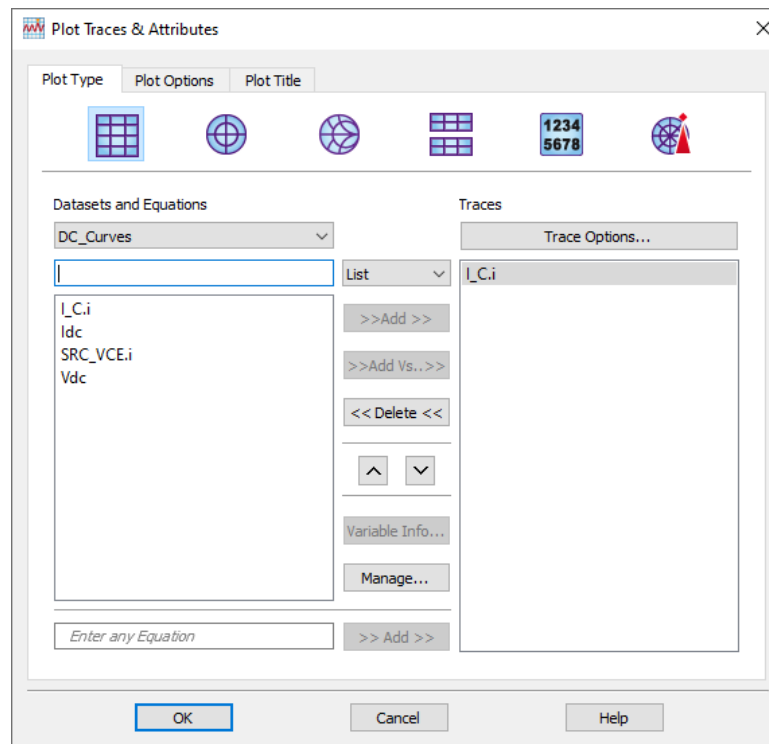 Plot Traces & Attributes
Plot Type
Plot Options
Plot Title
1234
5678
Datasets and Equations
Traces
DC_Curves
Trace Options...
List
I_C.i
I_C.i
Idc
SRC_VCE.i
Vdc
>>Add >>
>>Add Vs..>>
<< Delete <<
Variable Info...
Manage...
Enter any Equation
>> Add >>
OK
Cancel
Help